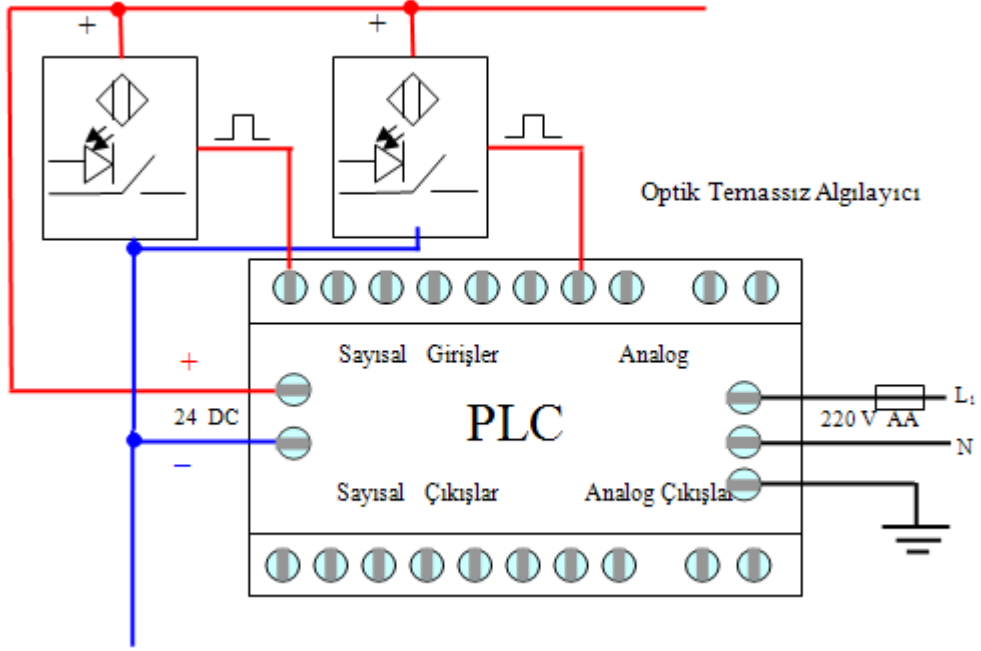 + +
Optik Temassız Algılayıcı
Sayısal Girişler Analog
+
24 DC
−
PLC
L₁
220 V AA
N
Sayısal Çıkışlar Analog Çıkışlar